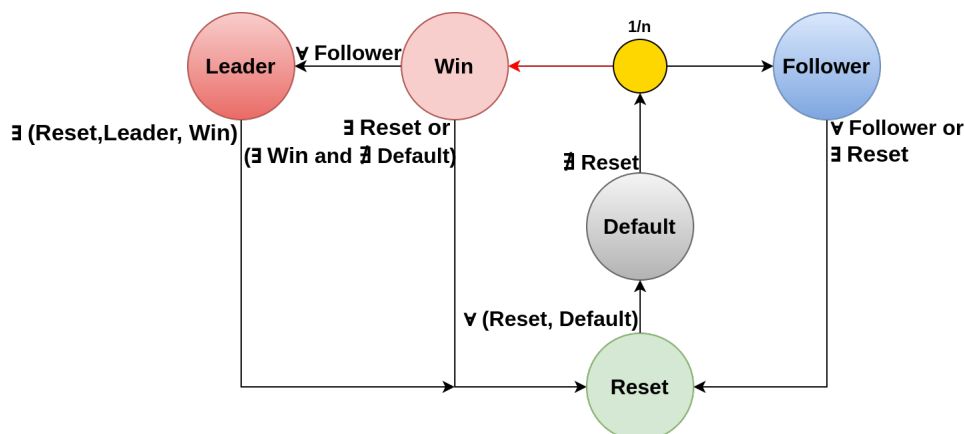 1/n
∀ Follower
Leader
Win
Follower
∃ (Reset,Leader, Win)
∃ Reset or
(∃ Win and ∄ Default)
∀ Follower or
∃ Reset
∄ Reset
Default
∀ (Reset, Default)
Reset